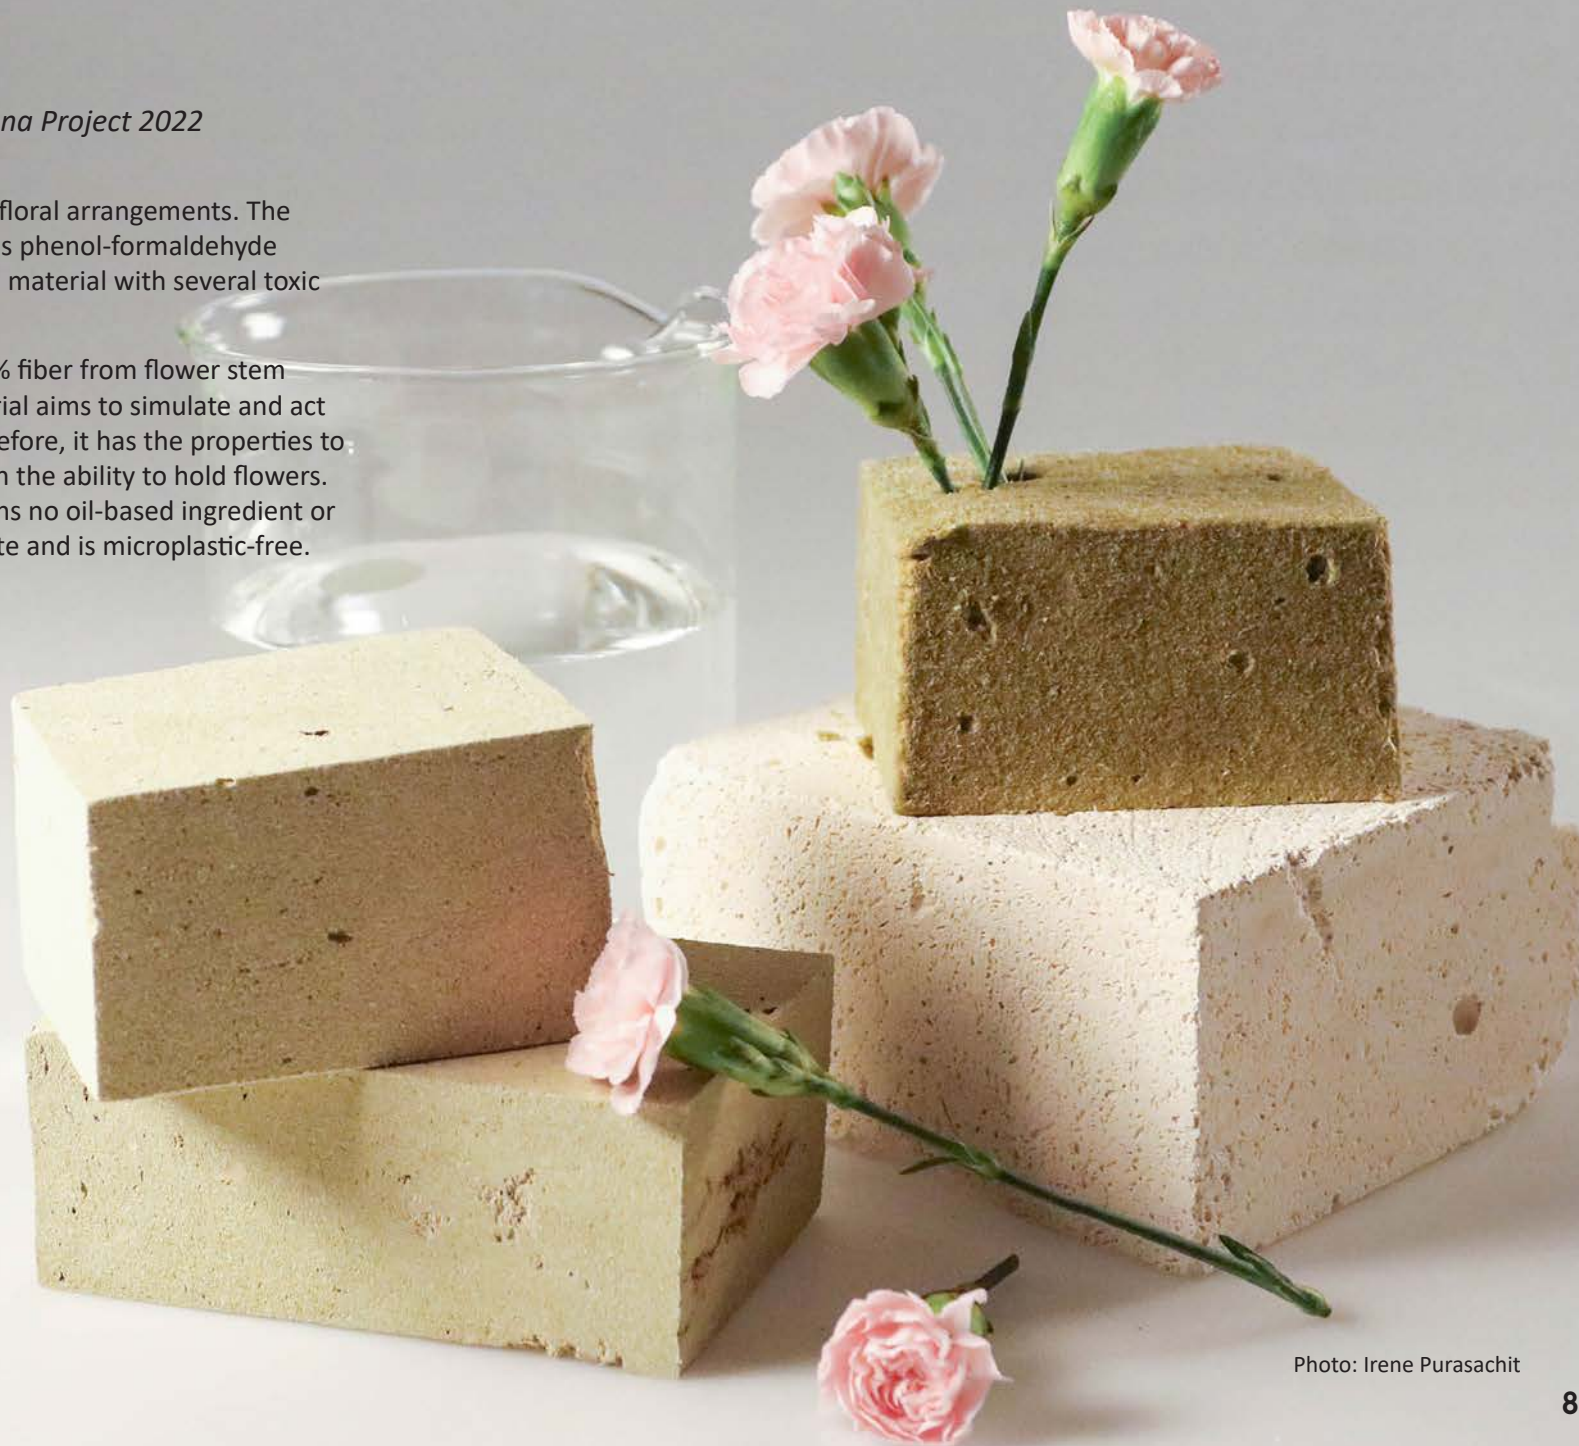 na Project 2022
floral arrangements. The
s phenol-formaldehyde
material with several toxic
% fiber from flower stem
rial aims to simulate and act
efore, it has the properties to
n the ability to hold flowers.
ns no oil-based ingredient or
te and is microplastic-free.
Photo: Irene Purasachit
8